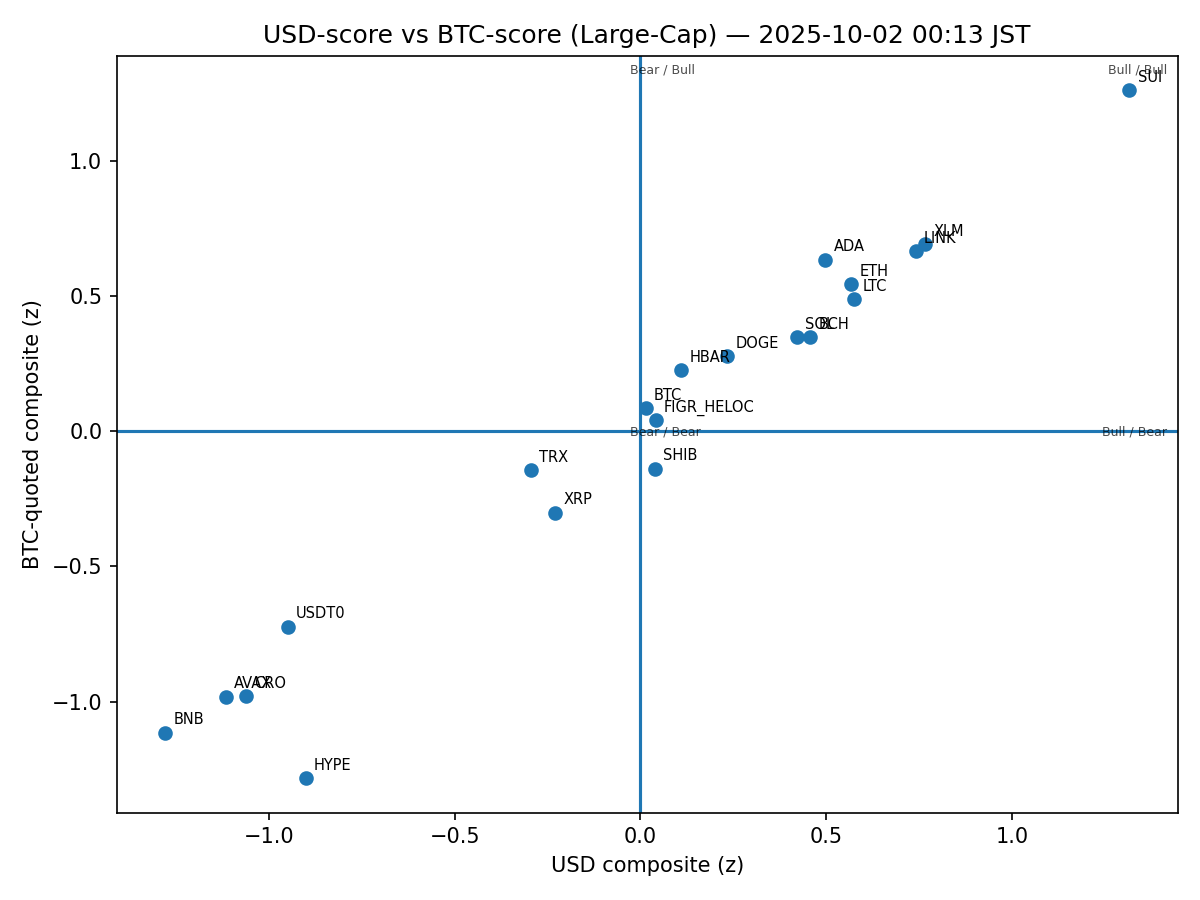 USD-score vs BTC-score (Large-Cap) — 2025-10-02 00:13 JST
Bear / Bull
Bull / Bull
SUI
1.0
XLM
LINK
ADA
ETH
0.5
LTC
SOL
BCH
DOGE
HBAR
BTC
FIGR_HELOC
0.0
Bear / Bear
Bull / Bear
TRX
SHIB
XRP
−0.5
USDT0
AVAX
CRO
−1.0
BNB
HYPE
BTC-quoted composite (z)
−1.0
−0.5
0.0
0.5
1.0
USD composite (z)